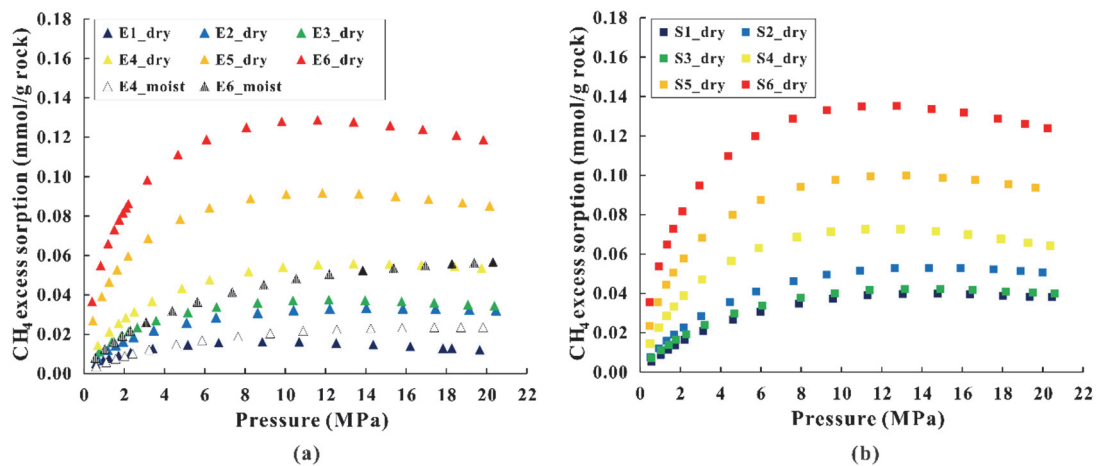 CH4 excess sorption (mmol/g rock)
0.18
0.16
0.14
0.12
0.10
0.08
0.06
0.04
0.02
0.00
E1_dry E2_dry E3_dry
E4_dry E5_dry E6_dry
E4_moist E6_moist
0 2 4 6 8 10 12 14 16 18 20 22
Pressure (MPa)
(a)
CH4 excess sorption (mmol/g rock)
0.18
0.16
0.14
0.12
0.10
0.08
0.06
0.04
0.02
0.00
S1_dry S2_dry
S3_dry S4_dry
S5_dry S6_dry
0 2 4 6 8 10 12 14 16 18 20 22
Pressure (MPa)
(b)